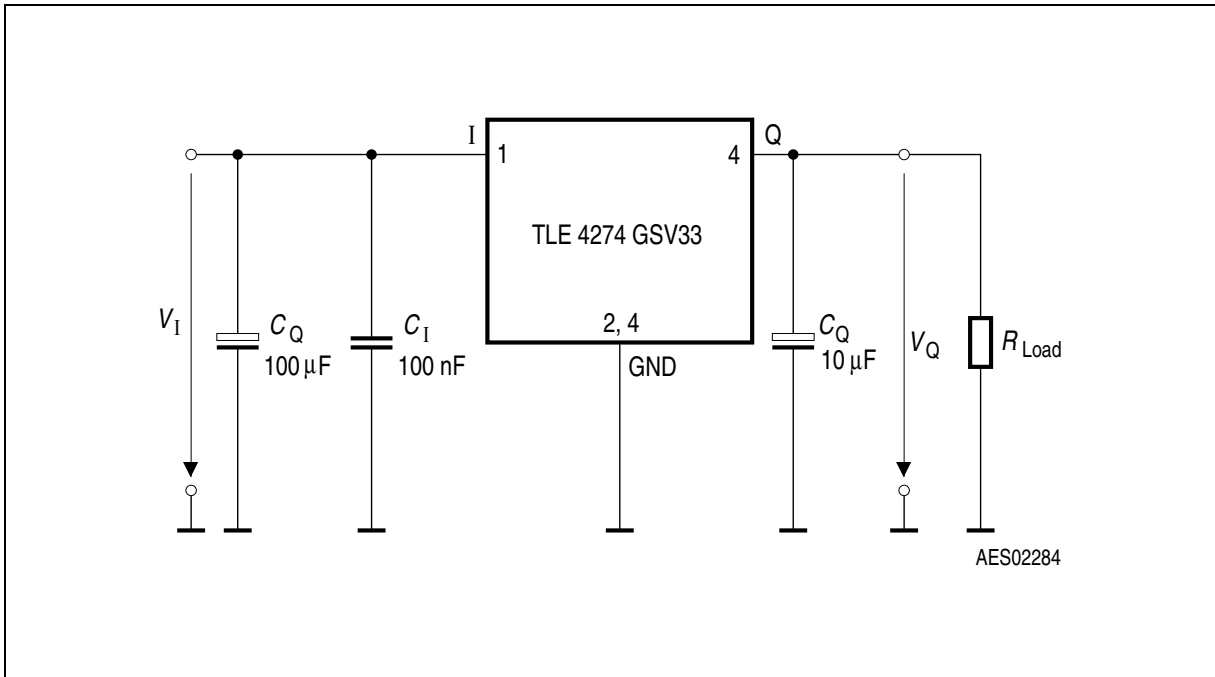 I
Q
1
4
TLE 4274 GSV33
V_I
C_Q
100 μF
C_I
100 nF
2, 4
GND
C_Q
10 μF
V_Q
R_Load
AES02284